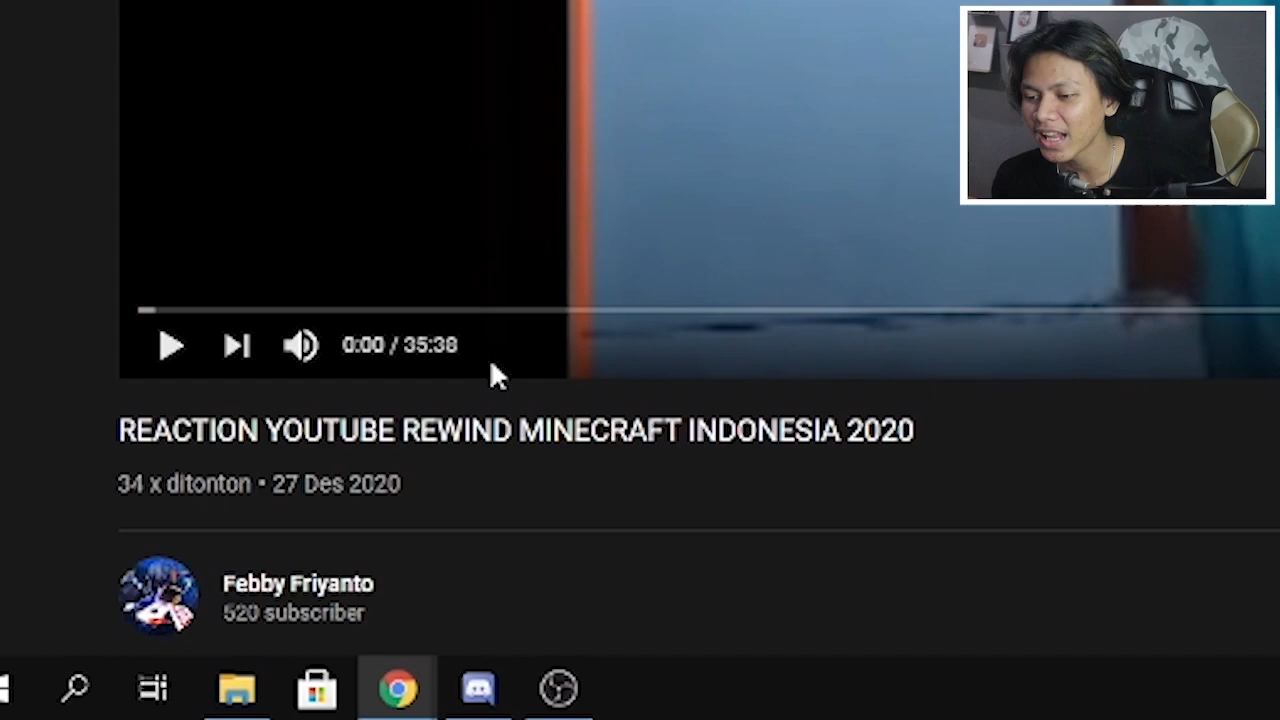 0:00 / 35:38
REACTION YOUTUBE REWIND MINECRAFT INDONESIA 2020
34 x ditonton • 27 Des 2020
Febby Friyanto
520 subscriber